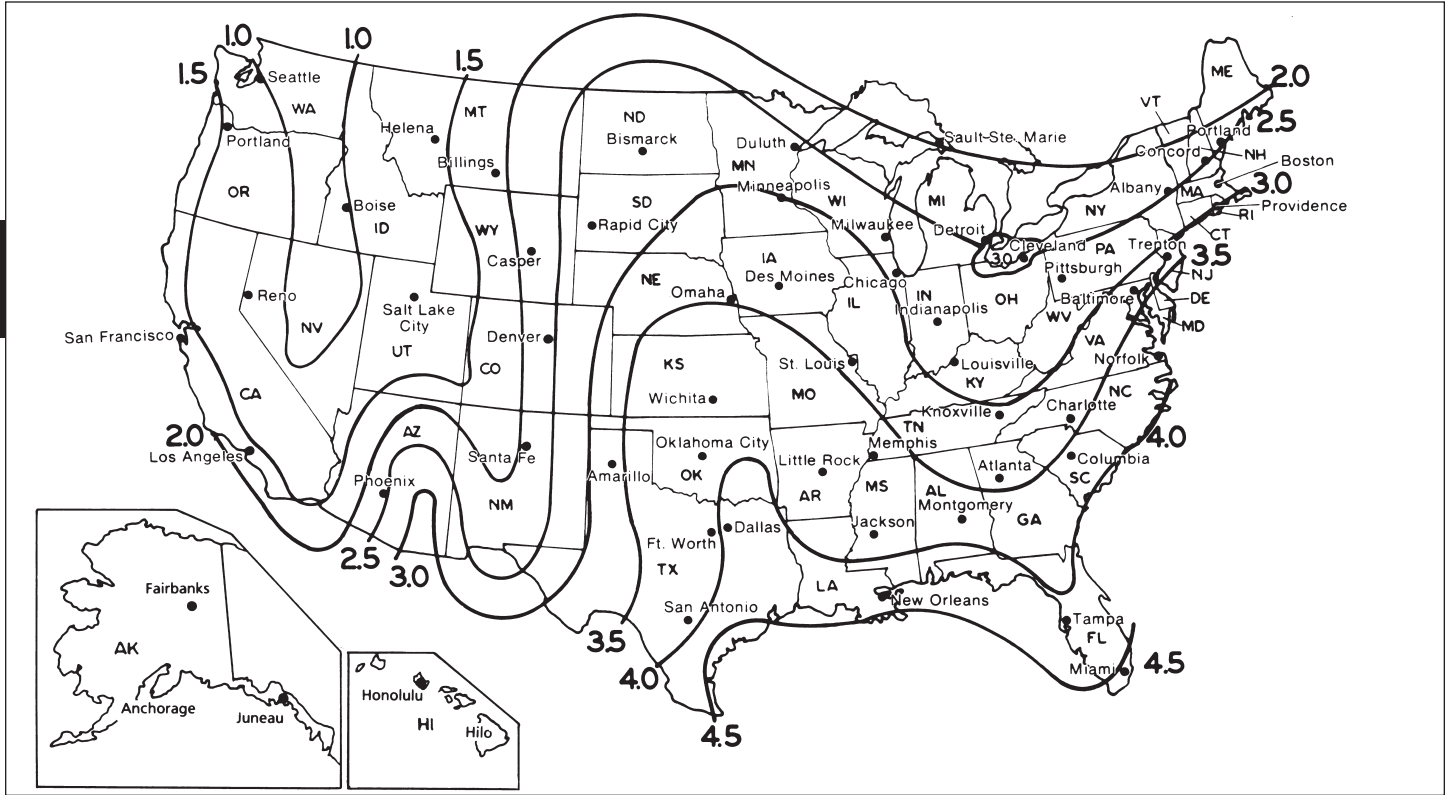 1.0
1.0
1.5
1.5
Seattle
WA
MT
ND
ME
2.0
VT
Portland
Helena
Bismarck
Duluth
Sault Ste. Marie
Portland
2.5
Concord
NH
Boston
Billings
MN
Minneapolis
WI
MI
Albany
MA
3.0
OR
Boise
ID
WY
SD
Rapid City
Milwaukee
Detroit
NY
Providence
RI
CT
Casper
IA
Des Moines
Chicago
Cleveland
3.0
PA
Trenton
3.5
Pittsburgh
NJ
Reno
Salt Lake
City
NE
Omaha
IL
IN
Indianapolis
OH
WV
Baltimore
DE
MD
San Francisco
NV
UT
Denver
CO
KS
St. Louis
Louisville
KY
VA
Norfolk
CA
Wichita
MO
Knoxville
Charlotte
NC
2.0
Los Angeles
AZ
Santa Fe
Amarillo
Oklahoma City
OK
Little Rock
TN
Memphis
Atlanta
Columbia
4.0
Phoenix
NM
AR
MS
AL
Montgomery
GA
SC
2.5
3.0
Ft. Worth
Dallas
Jackson
TX
LA
New Orleans
San Antonio
Tampa
FL
3.5
4.0
Miami
4.5
4.5
Fairbanks
AK
Anchorage
Juneau
Honolulu
HI
Hilo